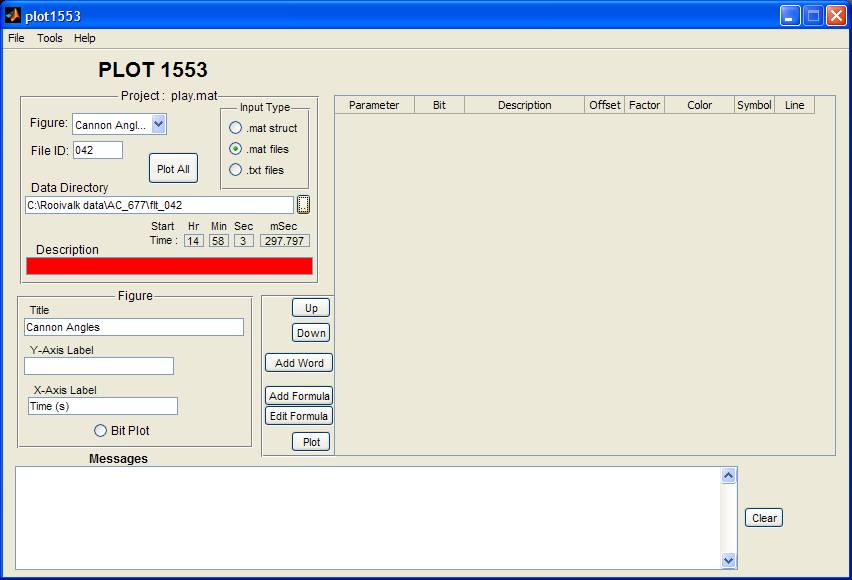 plot1553
File Tools Help
PLOT 1553
Project : play.mat
Figure: Cannon Angl...
File ID: 042
Plot All
Input Type
.mat struct
.mat files
.txt files
Data Directory
C:\Rooivalk data\AC_677\flt_042
Start Hr Min Sec mSec
Time : 14 58 3 297.797
Description
Parameter Bit Description Offset Factor Color Symbol Line
Figure
Title
Cannon Angles
Y-Axis Label
X-Axis Label
Time (s)
Bit Plot
Up
Down
Add Word
Add Formula
Edit Formula
Plot
Messages
Clear